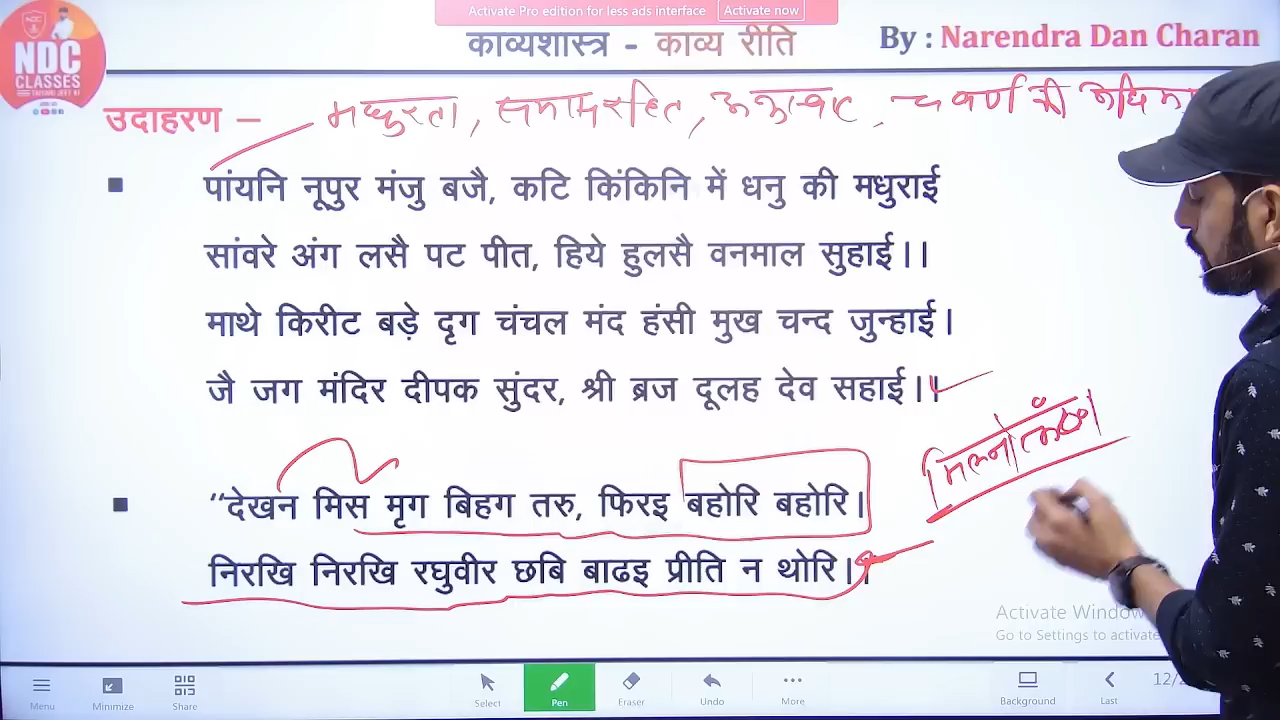 Activate Pro edition for less ads interface Activate now
NDC
CLASSES
काव्यशास्त्र - काव्य रीति
By : Narendra Dan Charan
उदाहरण –
मधुरता, समासरहित,
पांयनि नूपुर मंजु बजै, कटि किंकिनि में धनु की मधुराई
सांवरे अंग लसै पट पीत, हिये हुलसै वनमाल सुहाई।।
माथे किरीट बड़े दृग चंचल मंद हंसी मुख चन्द जुन्हाई।
जै जग मंदिर दीपक सुंदर, श्री ब्रज दूलह देव सहाई।।
“देखन मिस मृग बिहग तरु, फिरइ बहोरि बहोरि।
निरखि निरखि रघुवीर छबि बाढइ प्रीति न थोरि।।
Activate Window
Go to Settings to activate
Menu Minimize Share Select Pen Eraser Undo More Background Last
12/